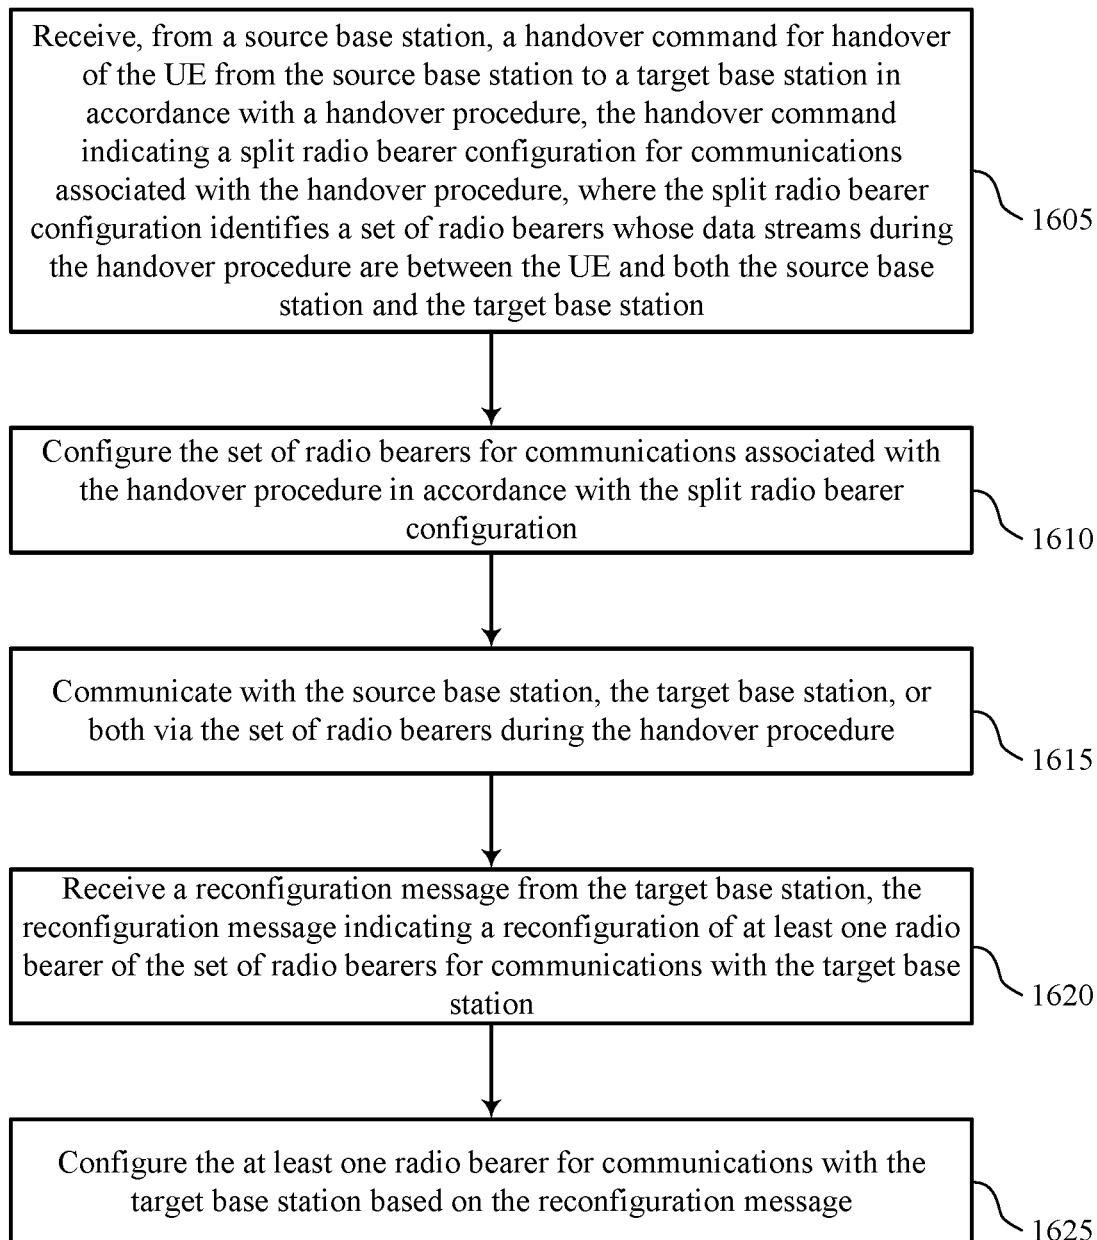 Receive, from a source base station, a handover command for handover
of the UE from the source base station to a target base station in
accordance with a handover procedure, the handover command
indicating a split radio bearer configuration for communications
associated with the handover procedure, where the split radio bearer
configuration identifies a set of radio bearers whose data streams during
the handover procedure are between the UE and both the source base
station and the target base station
1605
Configure the set of radio bearers for communications associated with
the handover procedure in accordance with the split radio bearer
configuration
1610
Communicate with the source base station, the target base station, or
both via the set of radio bearers during the handover procedure
1615
Receive a reconfiguration message from the target base station, the
reconfiguration message indicating a reconfiguration of at least one radio
bearer of the set of radio bearers for communications with the target base
station
1620
Configure the at least one radio bearer for communications with the
target base station based on the reconfiguration message
1625